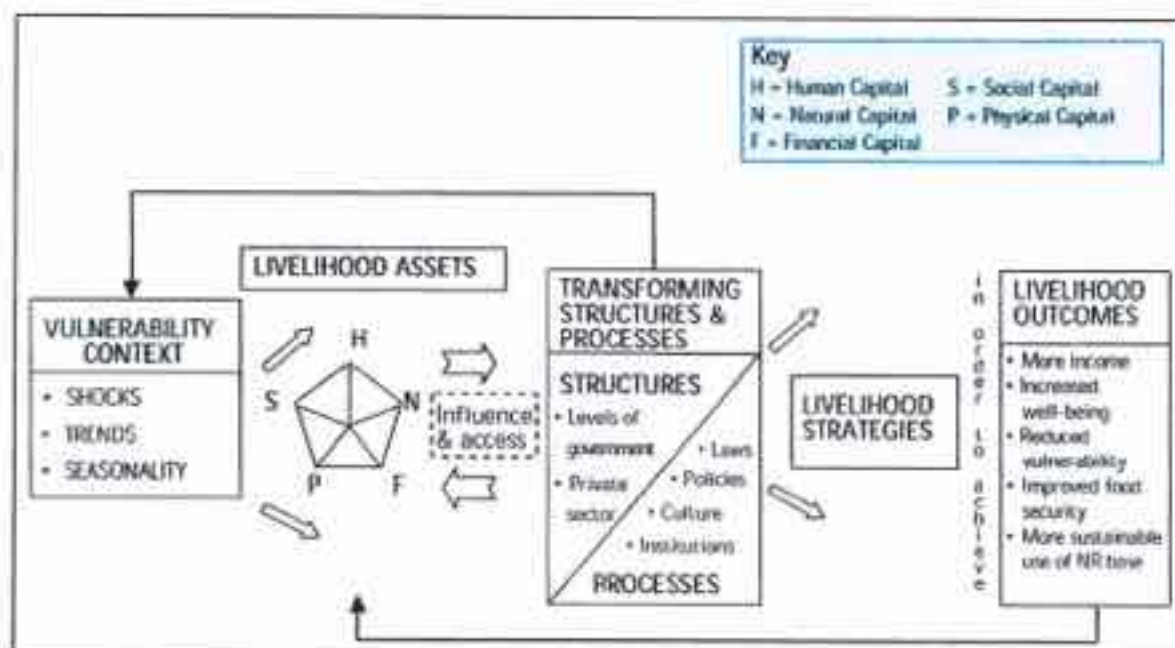 Key
H - Human Capital S - Social Capital
N - Natural Capital P - Physical Capital
F - Financial Capital
LIVELIHOOD ASSETS
VULNERABILITY
CONTEXT
• SHOCKS
• TRENDS
• SEASONALITY
H
S
N
P
F
Influence
& access
TRANSFORMING
STRUCTURES &
PROCESSES
STRUCTURES
• Levels of
government
• Private
sector
• Laws
• Policies
• Culture
• Institutions
PROCESSES
LIVELIHOOD
STRATEGIES
in order to achieve
LIVELIHOOD
OUTCOMES
• More income
• Increased
well-being
• Reduced
vulnerability
• Improved food
security
• More sustainable
use of NR base